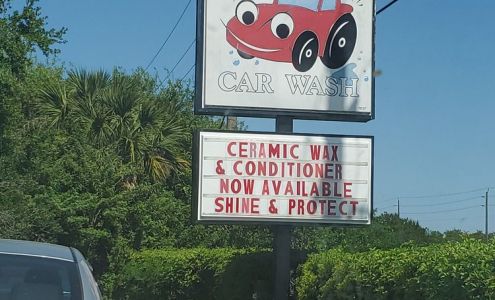 CAR WASH
CERAMIC WAX
& CONDITIONER
NOW AVAILABLE
SHINE & PROTECT